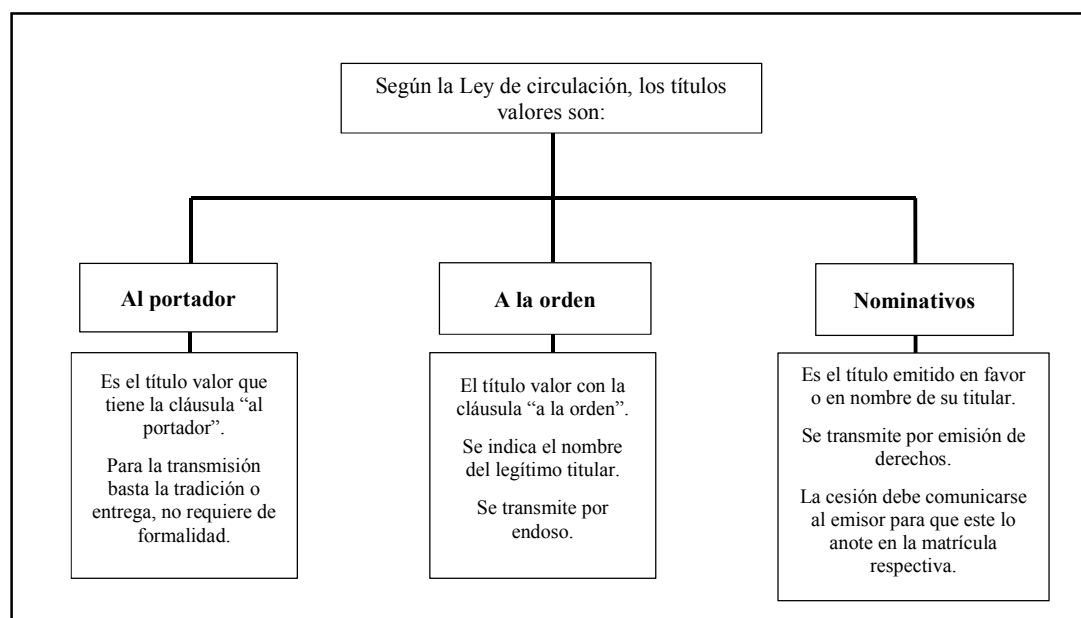 Según la Ley de circulación, los títulos
valores son:
Al portador
Es el título valor que
tiene la cláusula “al
portador”.
Para la transmisión
basta la tradición o
entrega, no requiere de
formalidad.
A la orden
El título valor con la
cláusula “a la orden”.
Se indica el nombre
del legítimo titular.
Se transmite por
endoso.
Nominativos
Es el título emitido en favor
o en nombre de su titular.
Se transmite por emisión de
derechos.
La cesión debe comunicarse
al emisor para que este lo
anote en la matrícula
respectiva.